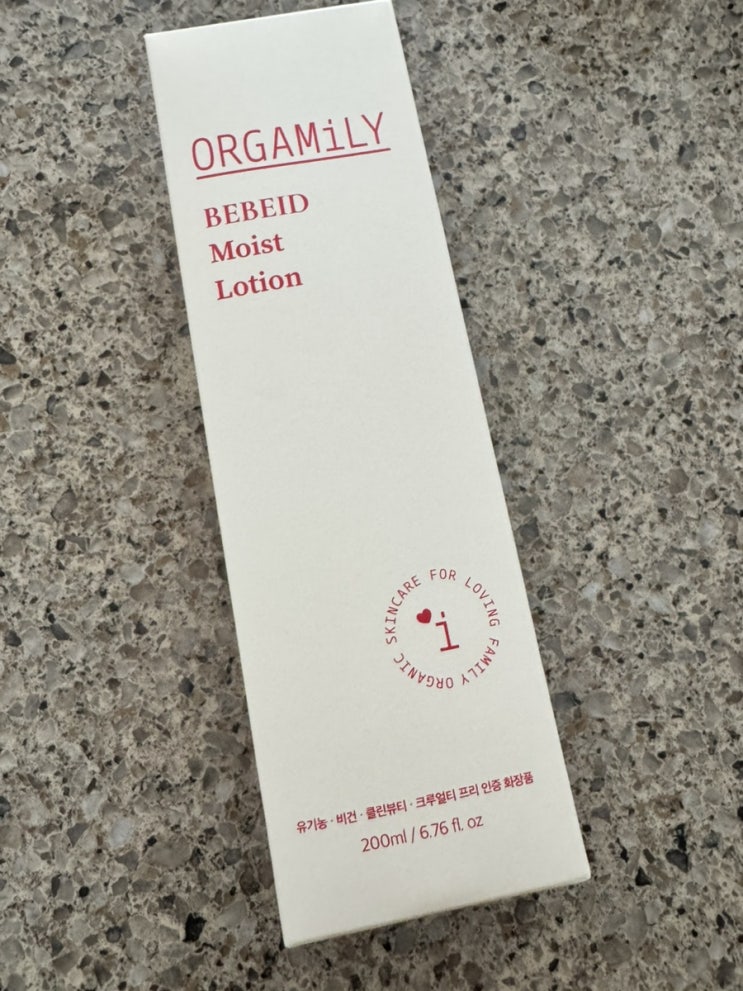 ORGAMiLY
BEBEID
Moist
Lotion
ORGANIC SKINCARE FOR LOVING FAMILY
i
유기농 · 비건 · 클린뷰티 · 크루얼티 프리 인증 화장품
200ml / 6.76 fl. oz